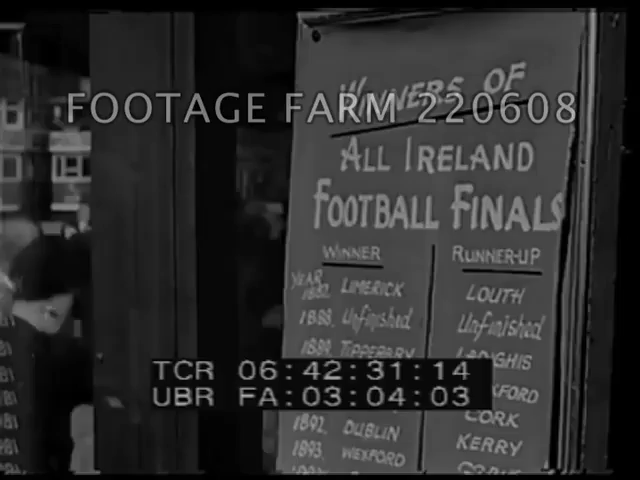 FOOTAGE FARM 220608
WINNERS OF
ALL IRELAND
FOOTBALL FINALS
WINNER RUNNER-UP
YEAR
1887. LIMERICK LOUTH
1888. Unfinished Unfinished
1889. TIPPERARY LAOIGHIS
TCR 06:42:31:14
UBR FA:03:04:03
CORK
1892. DUBLIN KERRY
1893. WEXFORD